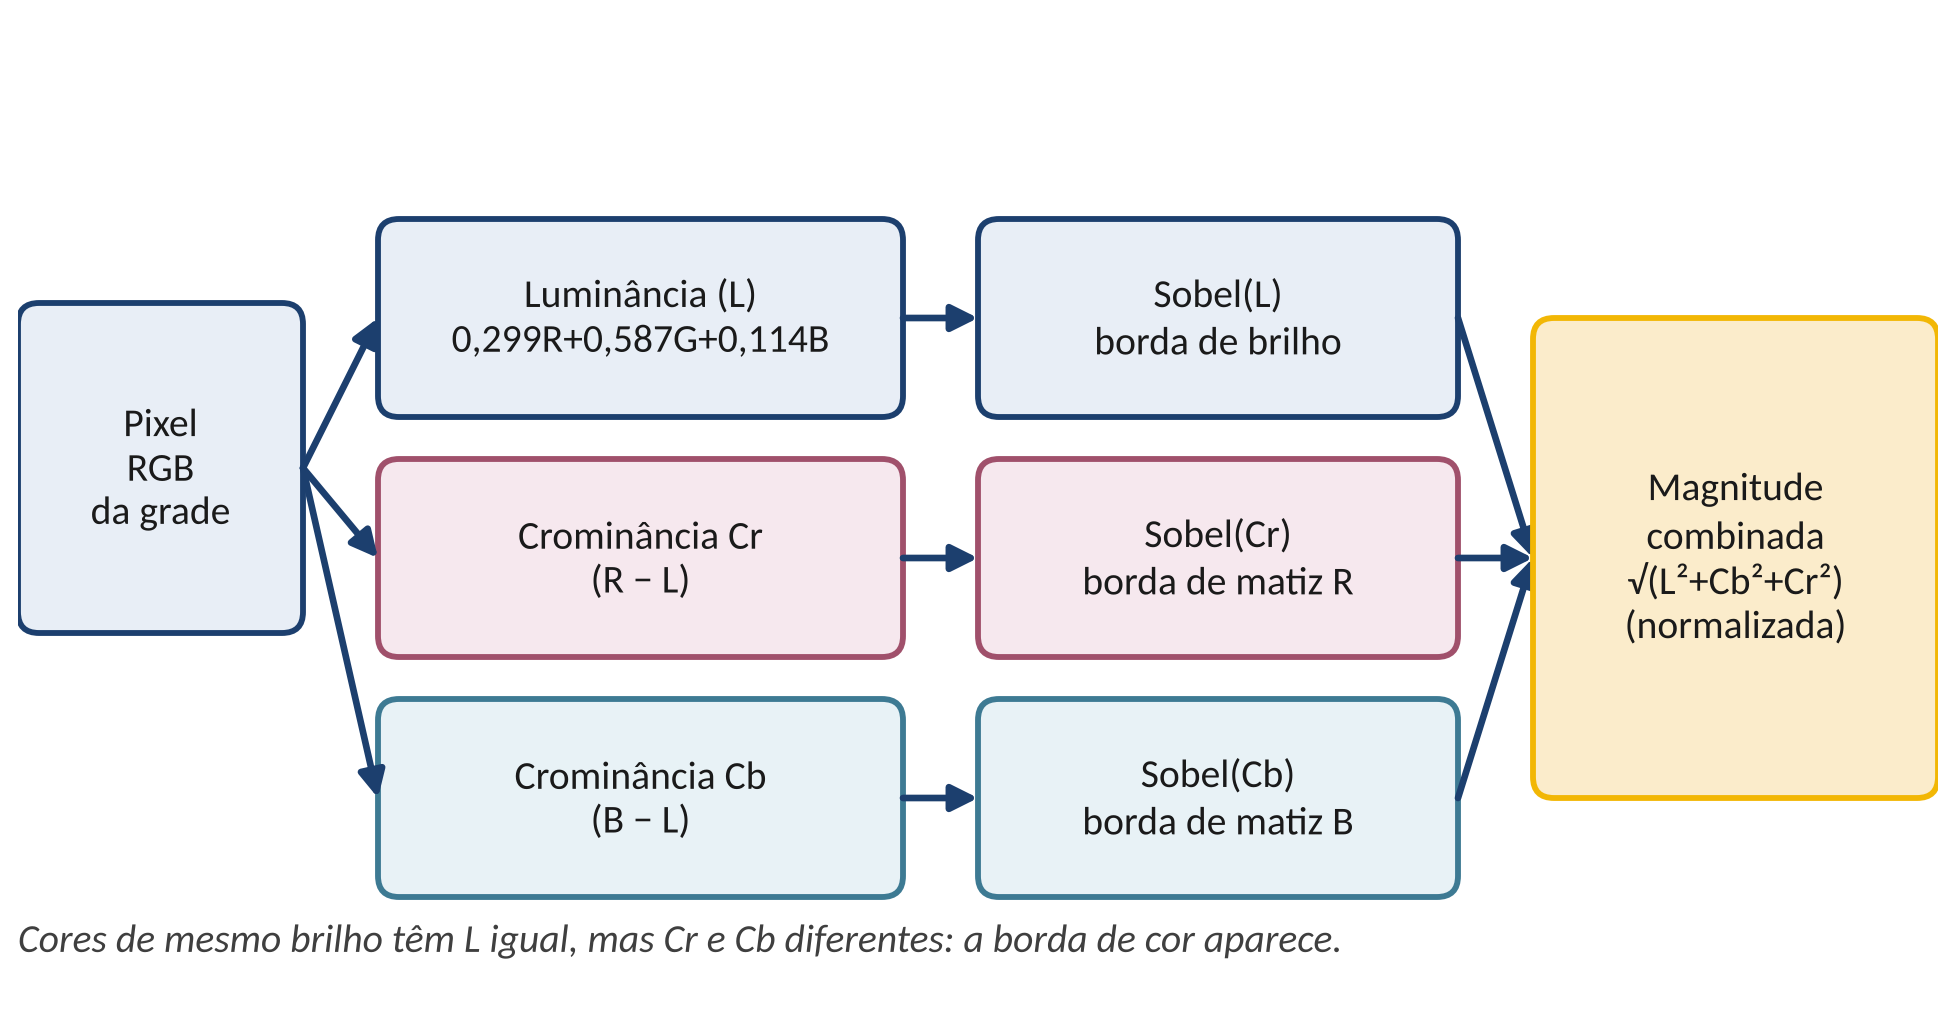 Pixel
RGB
da grade
Luminância (L)
0,299R+0,587G+0,114B
Sobel(L)
borda de brilho
Crominância Cr
(R − L)
Sobel(Cr)
borda de matiz R
Crominância Cb
(B − L)
Sobel(Cb)
borda de matiz B
Magnitude
combinada
√(L²+Cb²+Cr²)
(normalizada)
Cores de mesmo brilho têm L igual, mas Cr e Cb diferentes: a borda de cor aparece.